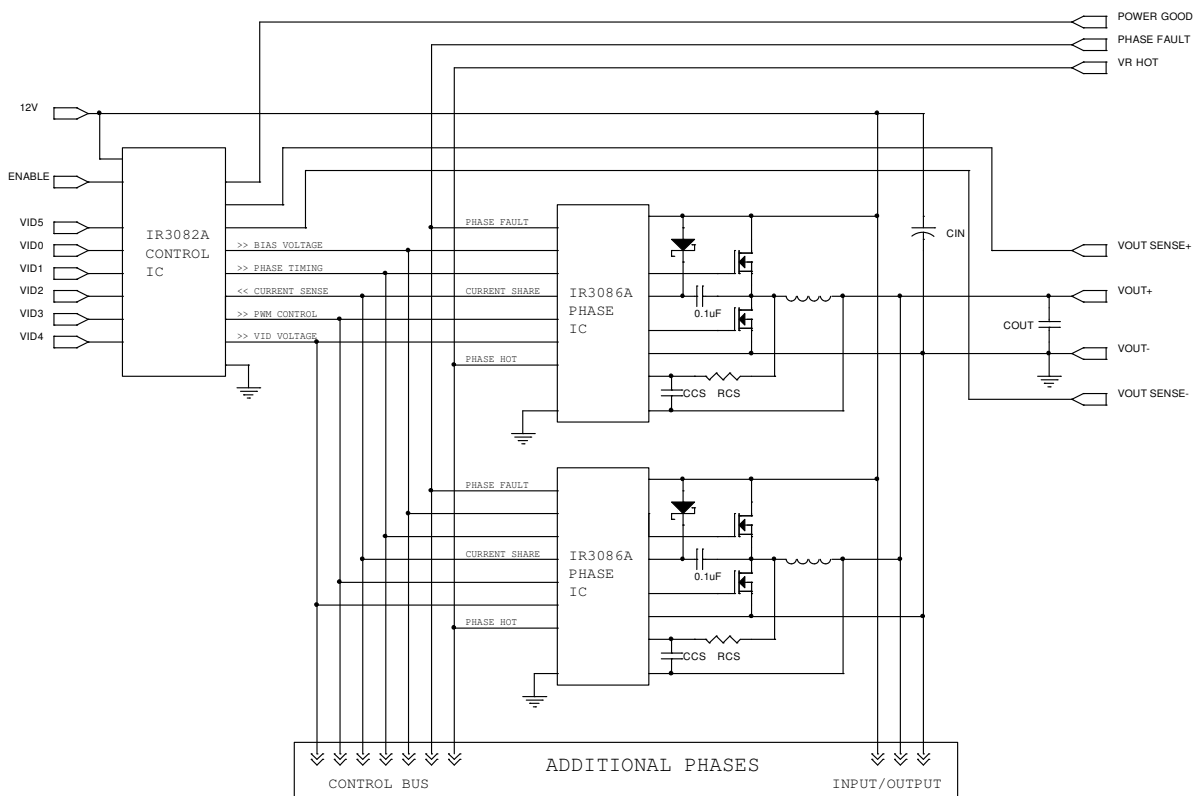 POWER GOOD
PHASE FAULT
VR HOT
12V
ENABLE
VID5
VID0
VID1
VID2
VID3
VID4
IR3082A
CONTROL
IC
>> BIAS VOLTAGE
>> PHASE TIMING
<< CURRENT SENSE
>> PWM CONTROL
>> VID VOLTAGE
PHASE FAULT
CURRENT SHARE
PHASE HOT
IR3086A
PHASE
IC
0.1uF
CCS
RCS
CIN
COUT
VOUT SENSE+
VOUT+
VOUT-
VOUT SENSE-
PHASE FAULT
CURRENT SHARE
PHASE HOT
IR3086A
PHASE
IC
0.1uF
CCS
RCS
ADDITIONAL PHASES
CONTROL BUS
INPUT/OUTPUT